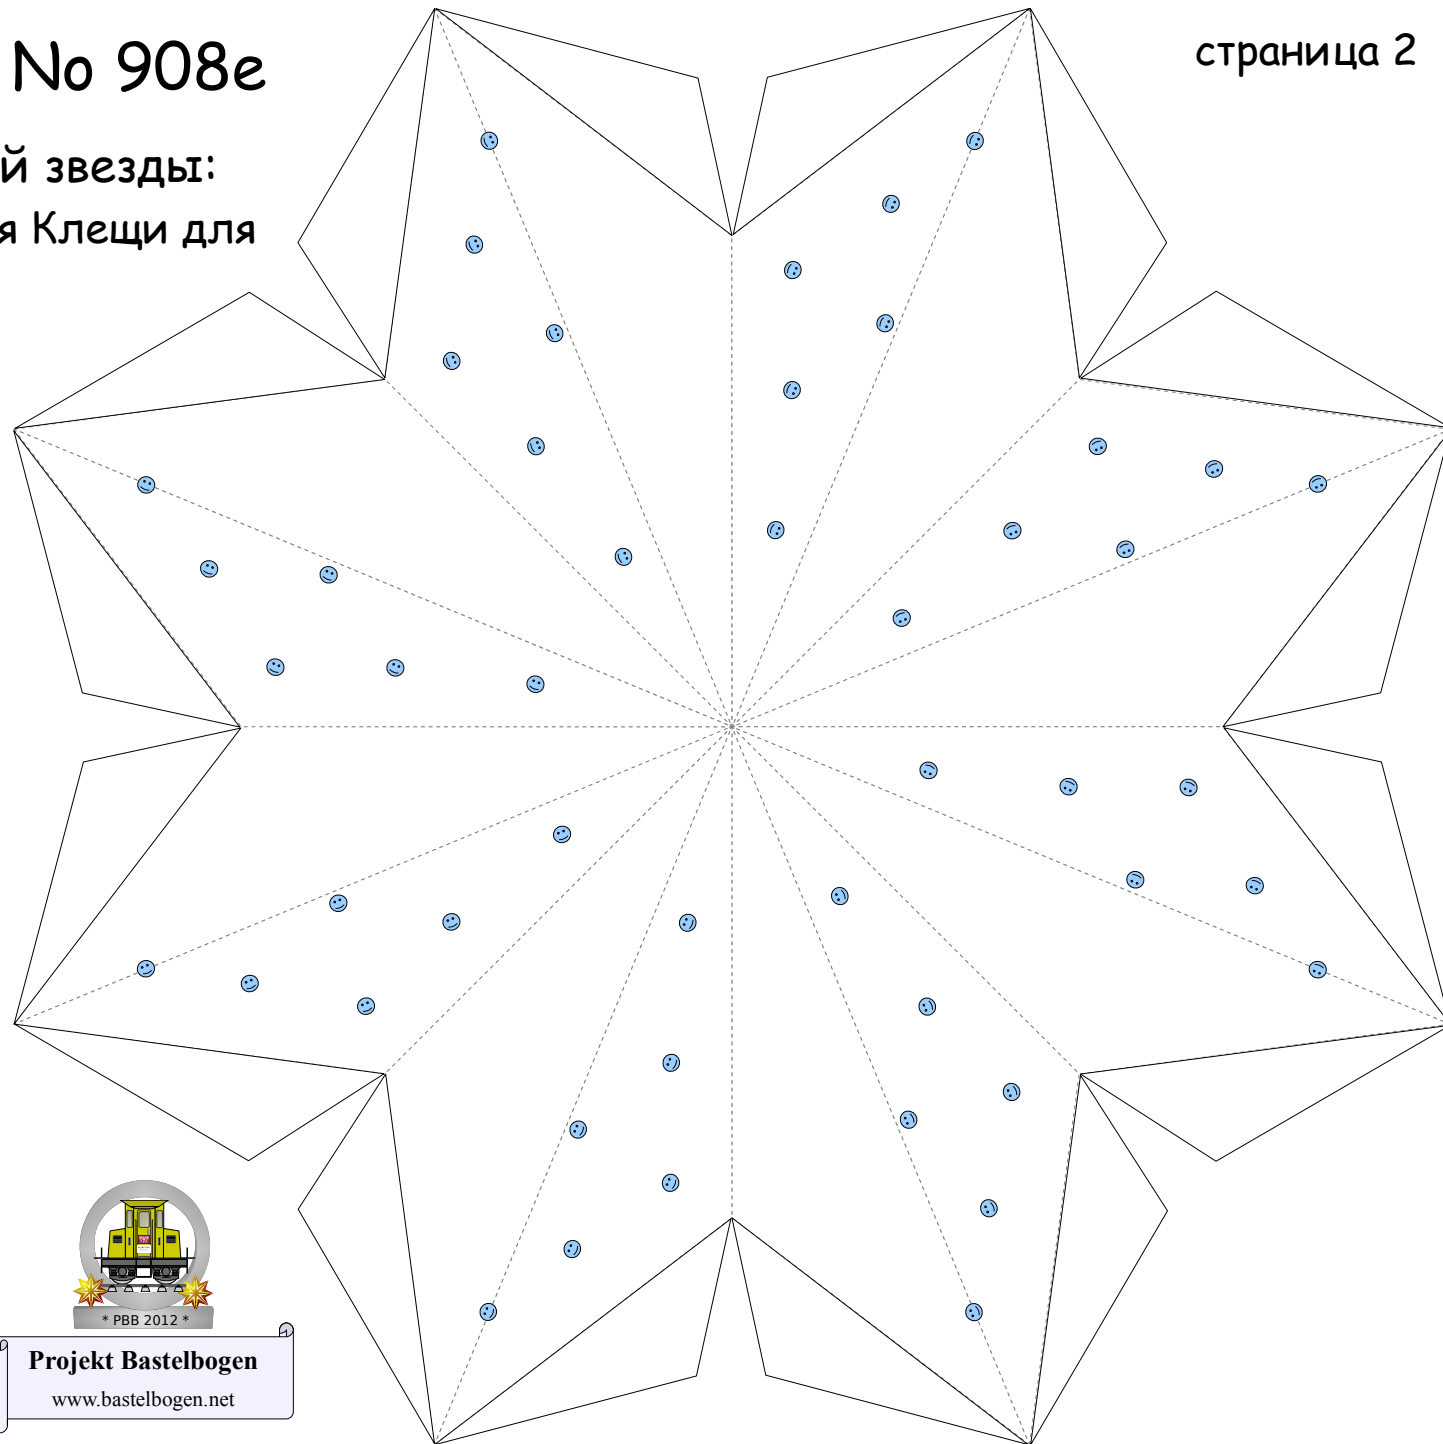 No 908e
страница 2
й звезды:
я Клещи для
* PBB 2012 *
Projekt Bastelbogen
www.bastelbogen.net